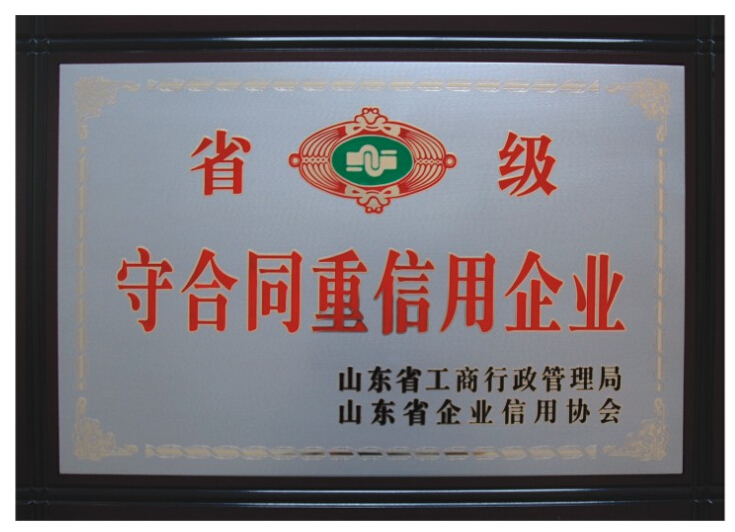 省 级
守合同重信用企业
山东省工商行政管理局
山东省企业信用协会